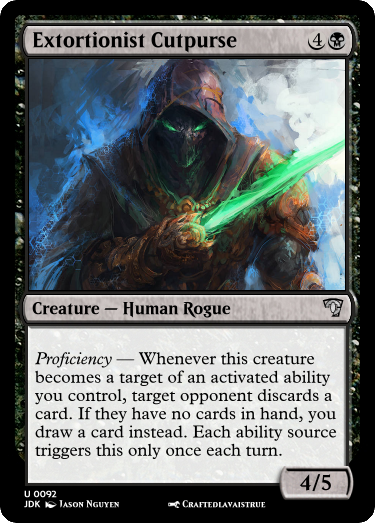 Extortionist Cutpurse 4
Creature — Human Rogue
Proficiency — Whenever this creature
becomes a target of an activated ability
you control, target opponent discards a
card. If they have no cards in hand, you
draw a card instead. Each ability source
triggers this only once each turn.
4/5
U 0092
JDK Jason Nguyen Craftedlavaistrue